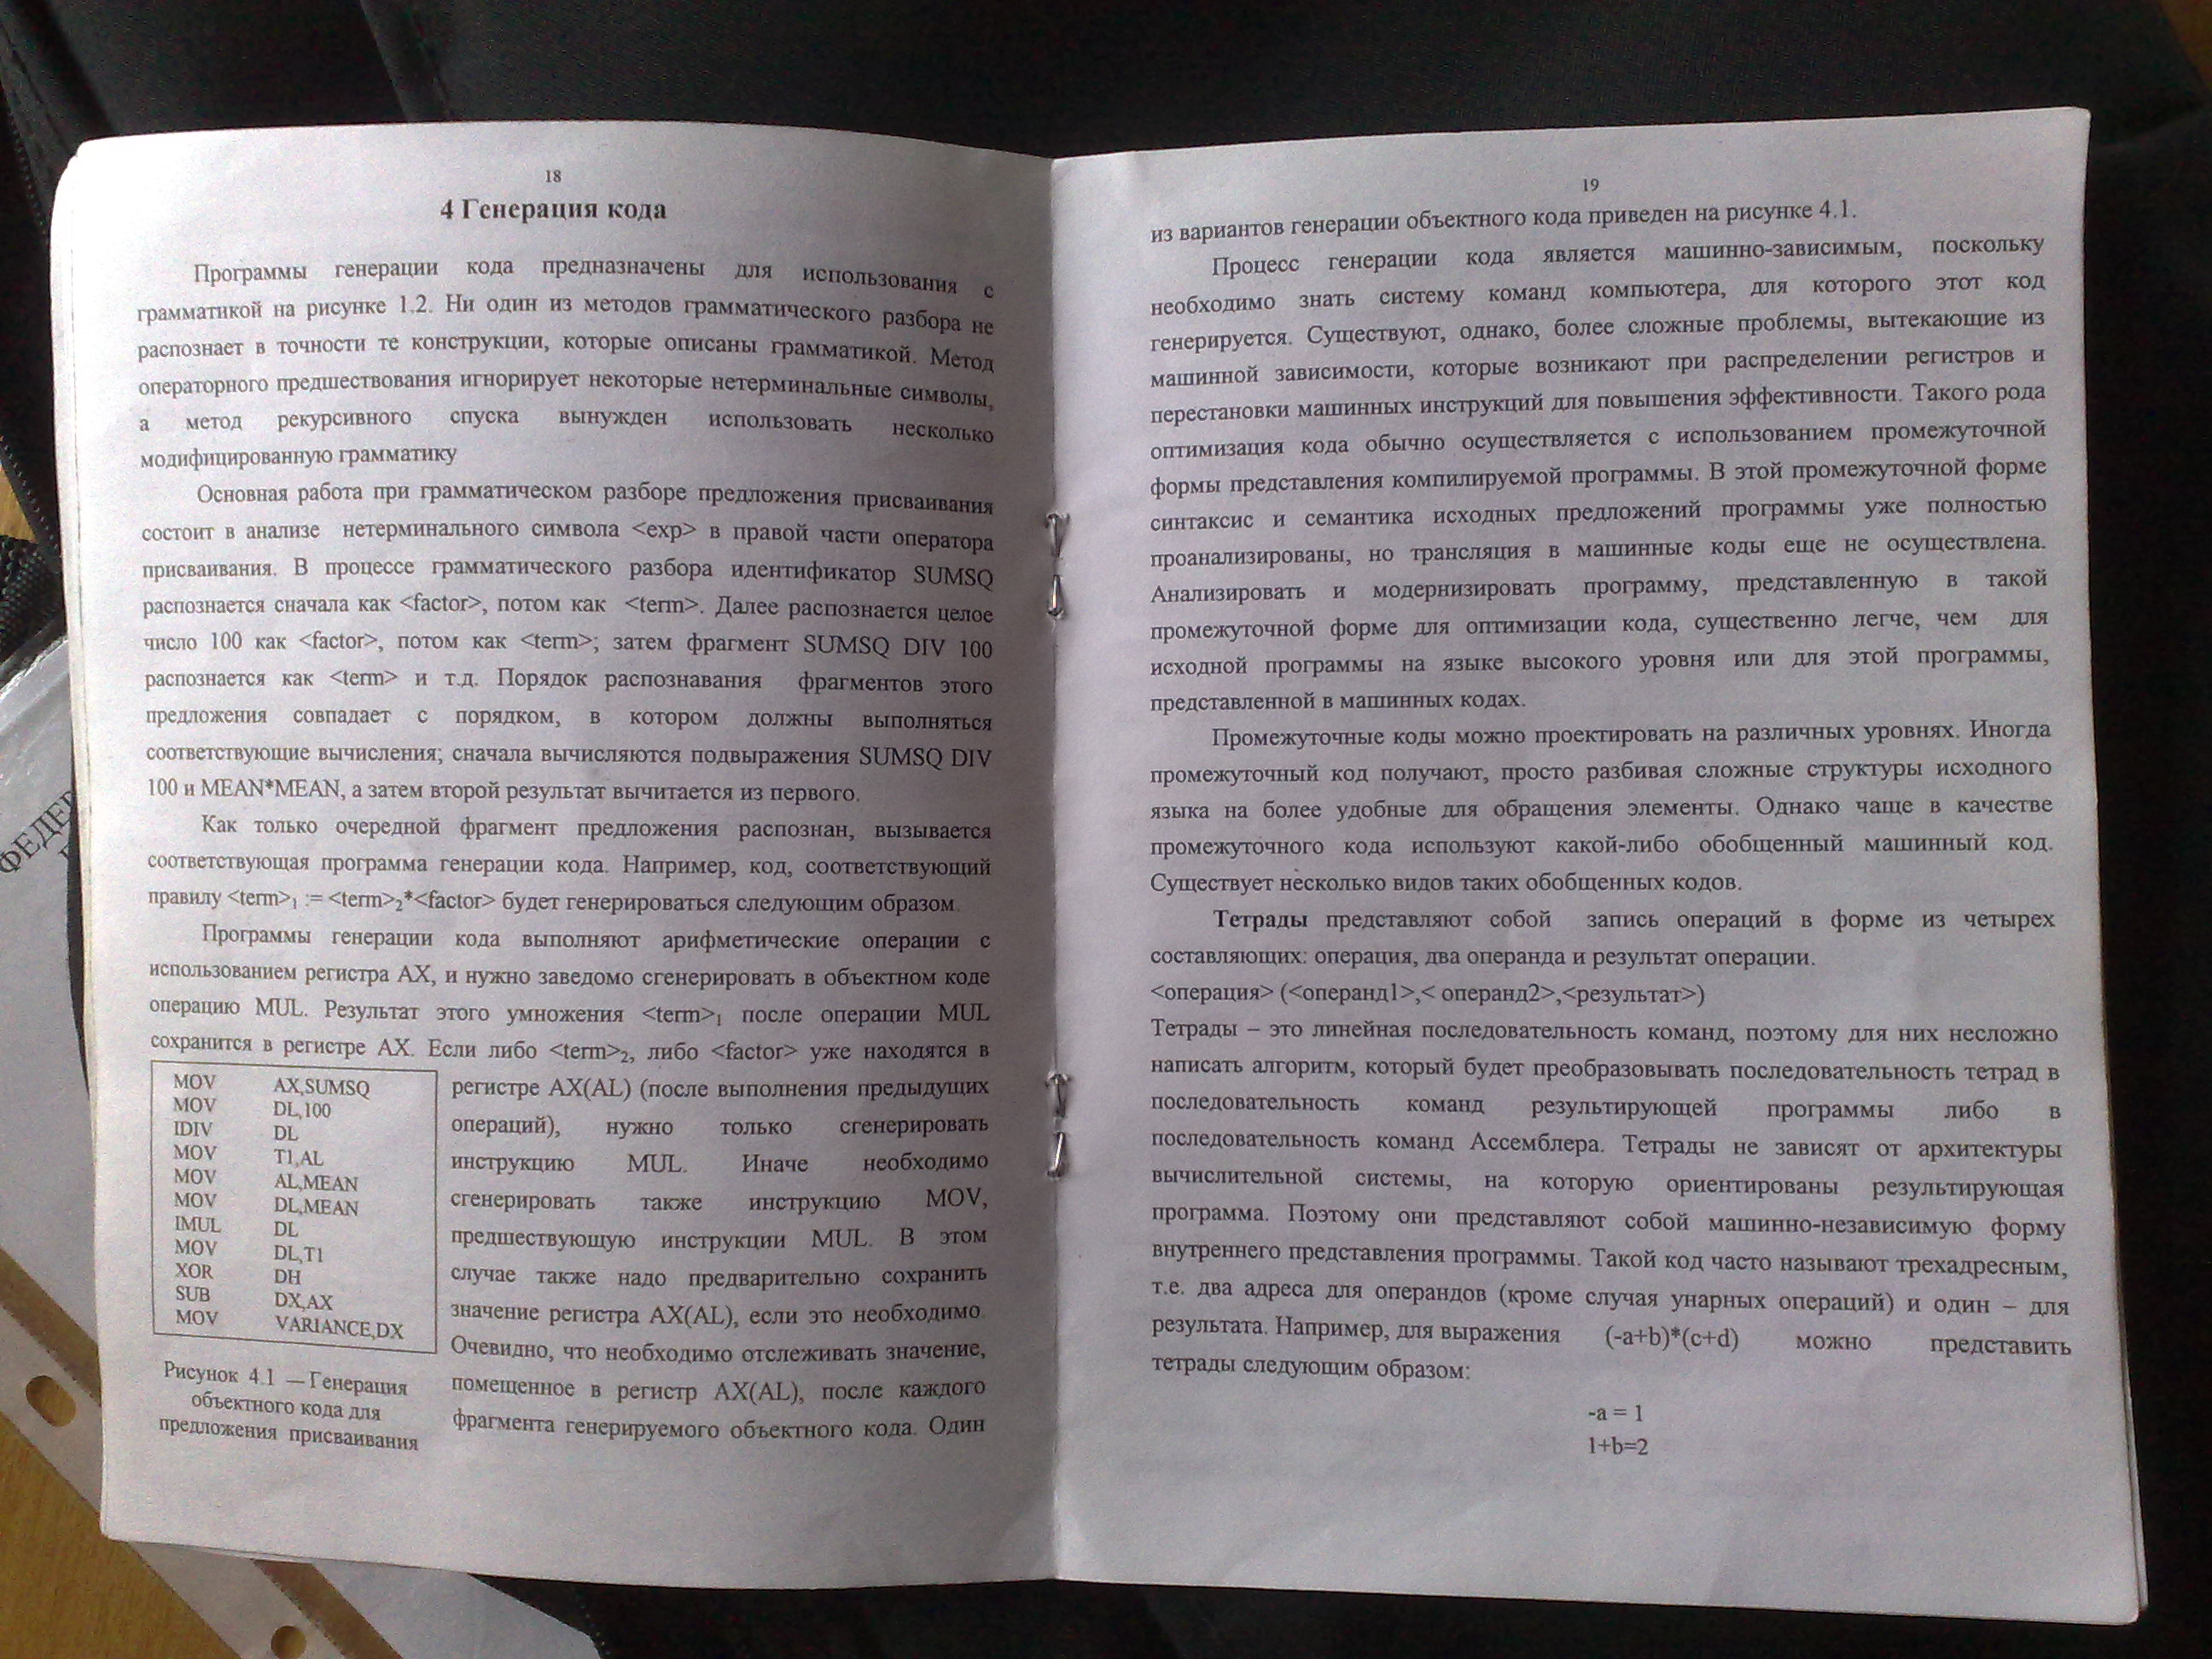 18
4 Генерация кода
Программы генерации кода предназначены для использования с
грамматикой на рисунке 1.2. Ни один из методов грамматического разбора не
распознает в точности те конструкции, которые описаны грамматикой. Метод
операторного предшествования игнорирует некоторые нетерминальные символы,
а метод рекурсивного спуска вынужден использовать несколько
модифицированную грамматику
Основная работа при грамматическом разборе предложения присваивания
состоит в анализе нетерминального символа <exp> в правой части оператора
присваивания. В процессе грамматического разбора идентификатор SUMSQ
распознается сначала как <factor>, потом как <term>. Далее распознается целое
число 100 как <factor>, потом как <term>; затем фрагмент SUMSQ DIV 100
распознается как <term> и т.д. Порядок распознавания фрагментов этого
предложения совпадает с порядком, в котором должны выполняться
соответствующие вычисления; сначала вычисляются подвыражения SUMSQ DIV
100 и MEAN*MEAN, а затем второй результат вычитается из первого.
Как только очередной фрагмент предложения распознан, вызывается
соответствующая программа генерации кода. Например, код, соответствующий
правилу <term>₁ := <term>₂*<factor> будет генерироваться следующим образом.
Программы генерации кода выполняют арифметические операции с
использованием регистра AX, и нужно заведомо сгенерировать в объектном коде
операцию MUL. Результат этого умножения <term>₁ после операции MUL
сохранится в регистре AX. Если либо <term>₂, либо <factor> уже находятся в
регистре AX(AL) (после выполнения предыдущих
операций), нужно только сгенерировать
инструкцию MUL. Иначе необходимо
сгенерировать также инструкцию MOV,
предшествующую инструкции MUL. В этом
случае также надо предварительно сохранить
значение регистра AX(AL), если это необходимо.
Очевидно, что необходимо отслеживать значение,
помещенное в регистр AX(AL), после каждого
фрагмента генерируемого объектного кода. Один
MOV AX,SUMSQ
MOV DL,100
IDIV DL
MOV T1,AL
MOV AL,MEAN
MOV DL,MEAN
IMUL DL
MOV DL,T1
XOR DH
SUB DX,AX
MOV VARIANCE,DX
Рисунок 4.1 — Генерация
объектного кода для
предложения присваивания
19
из вариантов генерации объектного кода приведен на рисунке 4.1.
Процесс генерации кода является машинно-зависимым, поскольку
необходимо знать систему команд компьютера, для которого этот код
генерируется. Существуют, однако, более сложные проблемы, вытекающие из
машинной зависимости, которые возникают при распределении регистров и
перестановки машинных инструкций для повышения эффективности. Такого рода
оптимизация кода обычно осуществляется с использованием промежуточной
формы представления компилируемой программы. В этой промежуточной форме
синтаксис и семантика исходных предложений программы уже полностью
проанализированы, но трансляция в машинные коды еще не осуществлена.
Анализировать и модернизировать программу, представленную в такой
промежуточной форме для оптимизации кода, существенно легче, чем для
исходной программы на языке высокого уровня или для этой программы,
представленной в машинных кодах.
Промежуточные коды можно проектировать на различных уровнях. Иногда
промежуточный код получают, просто разбивая сложные структуры исходного
языка на более удобные для обращения элементы. Однако чаще в качестве
промежуточного кода используют какой-либо обобщенный машинный код.
Существует несколько видов таких обобщенных кодов.
Тетрады представляют собой запись операций в форме из четырех
составляющих: операция, два операнда и результат операции.
<операция> (<операнд1>,< операнд2>,<результат>)
Тетрады – это линейная последовательность команд, поэтому для них несложно
написать алгоритм, который будет преобразовывать последовательность тетрад в
последовательность команд результирующей программы либо в
последовательность команд Ассемблера. Тетрады не зависят от архитектуры
вычислительной системы, на которую ориентированы результирующая
программа. Поэтому они представляют собой машинно-независимую форму
внутреннего представления программы. Такой код часто называют трехадресным,
т.е. два адреса для операндов (кроме случая унарных операций) и один – для
результата. Например, для выражения (-a+b)*(c+d) можно представить
тетрады следующим образом:
-a = 1
1+b=2